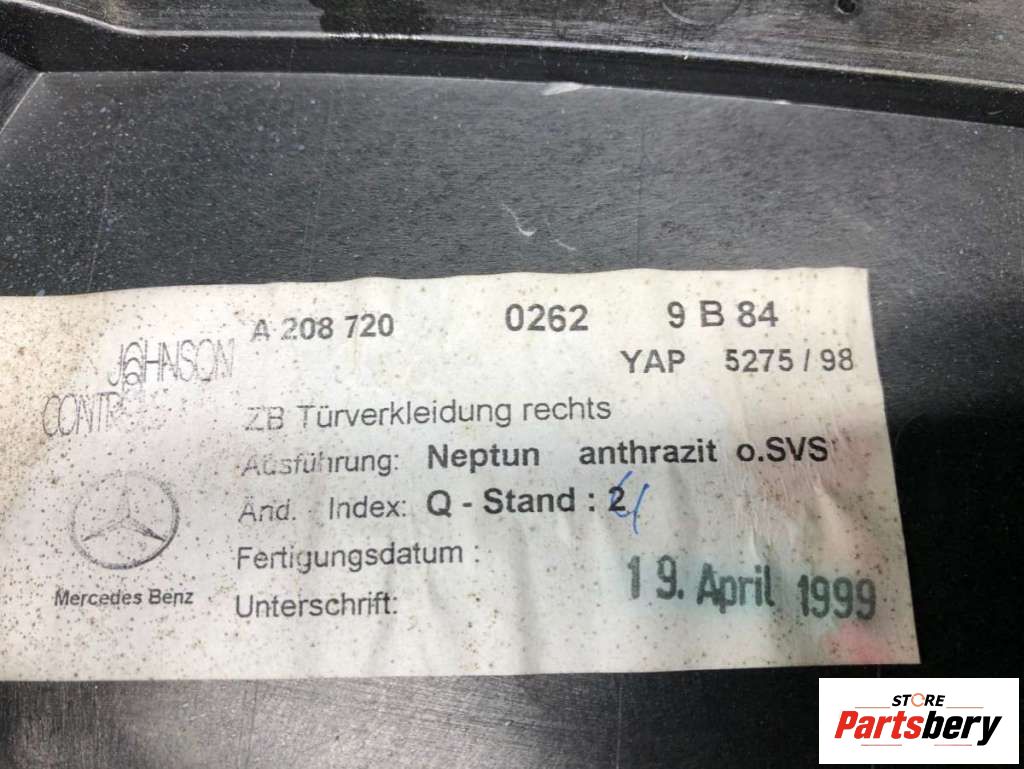 A 208 720 0262 9 B 84
YAP 5275 / 98
JOHNSON
CONTROLS
ZB Türverkleidung rechts
Ausführung: Neptun anthrazit o.SVS
Änd. Index: Q - Stand : 2
Fertigungsdatum :
19. April 1999
Mercedes Benz
Unterschrift:
STORE
Partsbery